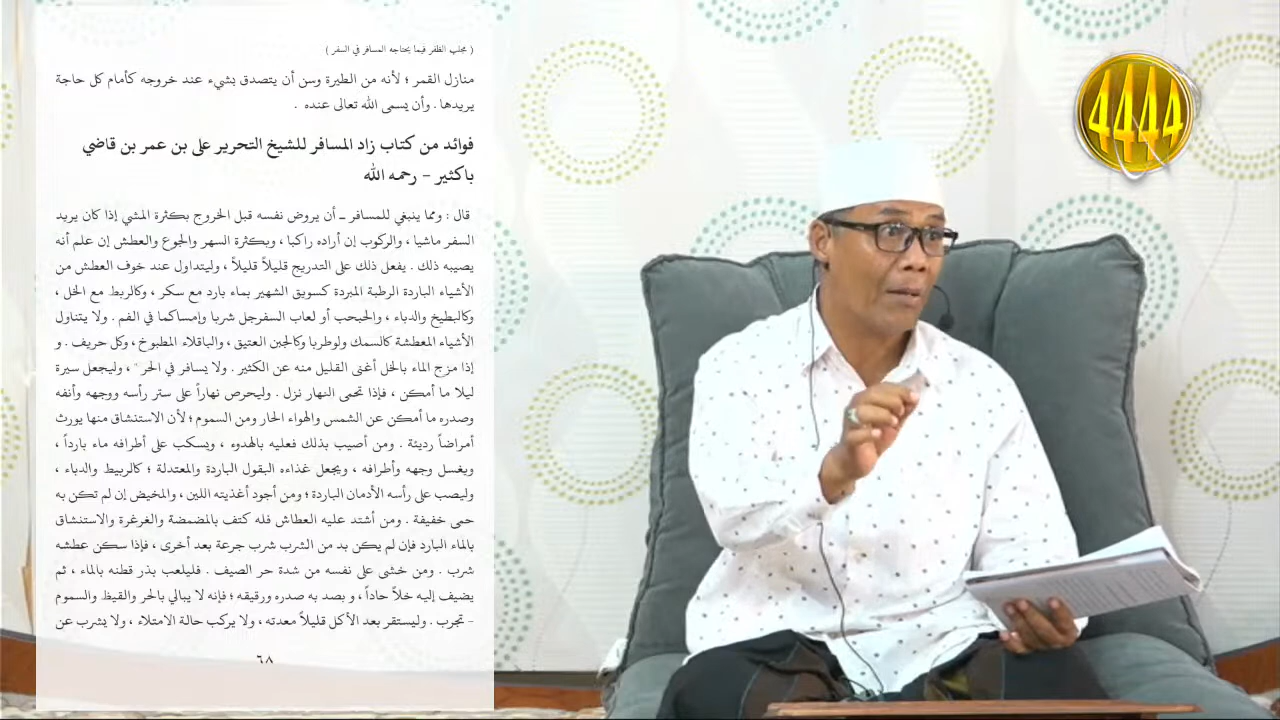 ( مجلب الظفر فيما يحتاجه المسافر في السفر )
منازل القمر ؛ لأنه من الطيرة وسن أن يتصدق بشيء عند خروجه كأمام كل حاجة
يريدها . وأن يسمى الله تعالى عنده .
فوائد من كتاب زاد المسافر للشيخ التحرير على بن عمر بن قاضي
باكثير - رحمه الله
قال : ومما ينبغي للمسافر ــ أن يروض نفسه قبل الخروج بكثرة المشي إذا كان يريد
السفر ماشيا ، والركوب إن أراده راكبا ، وبكثرة السهر والجوع والعطش إن علم أنه
يصيبه ذلك . يفعل ذلك على التدريج قليلاً قليلاً ، وليتداول عند خوف العطش من
الأشياء الباردة الرطبة المبردة كسويق الشهير بماء بارد مع سكر ، وكالربط مع الخل ،
وكالبطيخ والدباء ، والحبحب أو لعاب السفرجل شربا وإمساكما في الفم . ولا يتناول
الأشياء المعطشة كالسمك ولوطربا وكالجبن العتيق ، والباقلاء المطبوخ ، وكل حريف . و
إذا مزج الماء بالخل أغنى القليل منه عن الكثير . ولا يسافر في الحر " ، وليجعل سيرة
ليلا ما أمكن ، فإذا تحمى النهار نزل . وليحرص نهاراً على ستر رأسه ووجهه وأنفه
وصدره ما أمكن عن الشمس والهواء الحار ومن السموم ؛ لأن الاستنشاق منها يورث
أمراضاً رديئة . ومن أصيب بذلك فعليه بالهدوء ، ونسكب على أطرافه ماء بارداً ،
ويغسل وجهه وأطرافه ، ويجعل غذاءه البقول الباردة والمعتدلة ؛ كالربيط والدباء ،
وليصب على رأسه الأدمان الباردة ؛ ومن أجود أغذيته اللبن ، والمخيض إن لم تكن به
حمى خفيفة . ومن أشتد عليه العطاش فله كتف بالمضمضة والغرغرة والاستنشاق
بالماء البارد فإن لم يكن بد من الشرب شرب جرعة بعد أخرى ، فإذا سكن عطشه
شرب . ومن خشى على نفسه من شدة حر الصيف . فليلعب بذر قطنه بالماء ، ثم
يضيف إليه خلاً حاداً ، و بصد به صدره ورقيقه ؛ فإنه لا يبالي بالحر والقيظ والسموم
- تجرب . وليستقر بعد الأكل قليلاً معدته ، ولا يركب حالة الامتلاء ، ولا يشرب عن
٦٨
4444